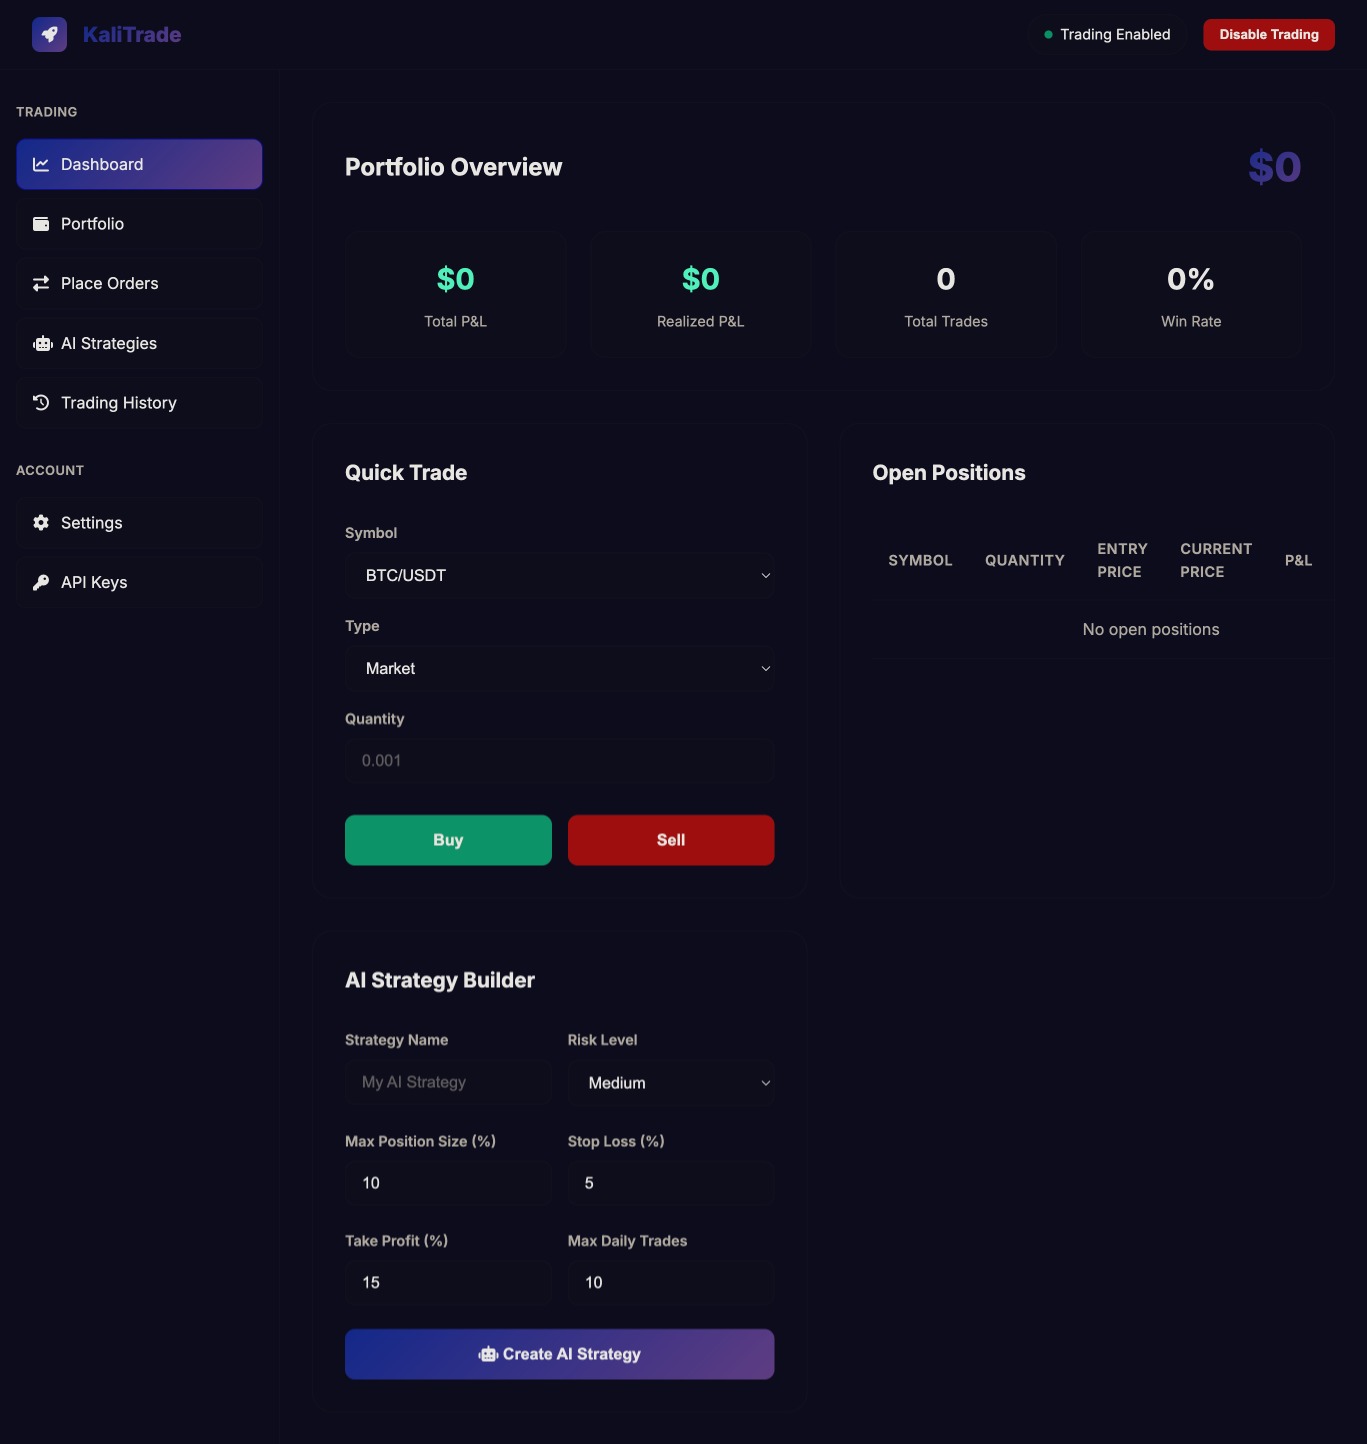 KaliTrade
Trading Enabled
Disable Trading
TRADING
Dashboard
Portfolio
Place Orders
AI Strategies
Trading History
ACCOUNT
Settings
API Keys
Portfolio Overview
$0
$0
Total P&L
$0
Realized P&L
0
Total Trades
0%
Win Rate
Quick Trade
Symbol
BTC/USDT
Type
Market
Quantity
0.001
Buy
Sell
Open Positions
SYMBOL
QUANTITY
ENTRY
PRICE
CURRENT
PRICE
P&L
No open positions
AI Strategy Builder
Strategy Name
My AI Strategy
Risk Level
Medium
Max Position Size (%)
10
Stop Loss (%)
5
Take Profit (%)
15
Max Daily Trades
10
Create AI Strategy